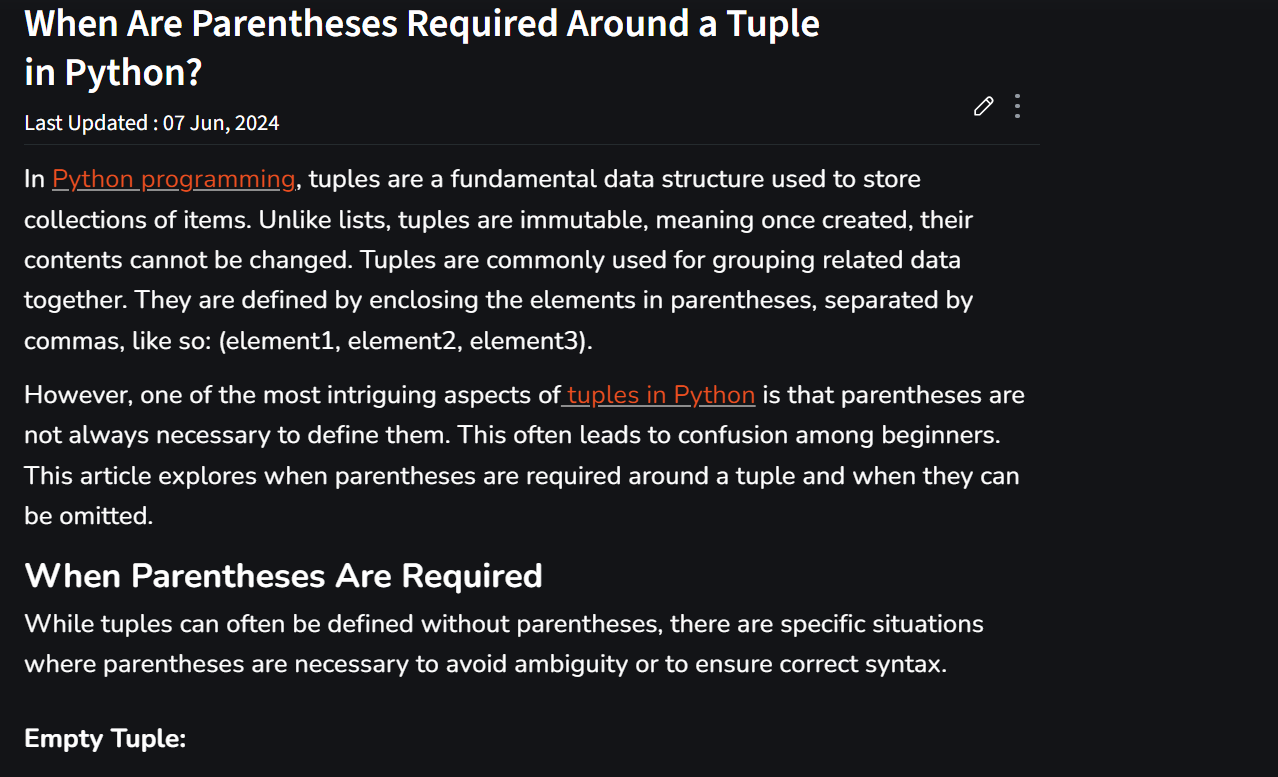 When Are Parentheses Required Around a Tuple
in Python?
Last Updated : 07 Jun, 2024
In Python programming, tuples are a fundamental data structure used to store
collections of items. Unlike lists, tuples are immutable, meaning once created, their
contents cannot be changed. Tuples are commonly used for grouping related data
together. They are defined by enclosing the elements in parentheses, separated by
commas, like so: (element1, element2, element3).
However, one of the most intriguing aspects of tuples in Python is that parentheses are
not always necessary to define them. This often leads to confusion among beginners.
This article explores when parentheses are required around a tuple and when they can
be omitted.
When Parentheses Are Required
While tuples can often be defined without parentheses, there are specific situations
where parentheses are necessary to avoid ambiguity or to ensure correct syntax.
Empty Tuple: